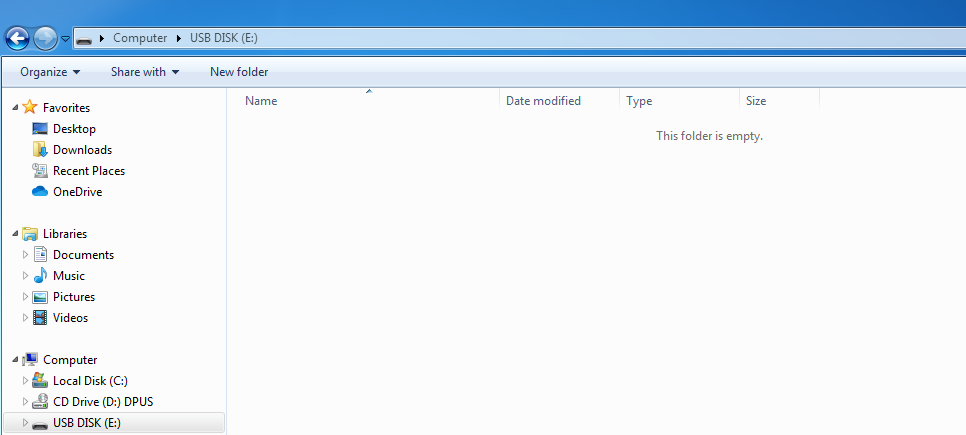 Computer USB DISK (E:)
Organize Share with New folder
Favorites
Desktop
Downloads
Recent Places
OneDrive
Libraries
Documents
Music
Pictures
Videos
Computer
Local Disk (C:)
CD Drive (D:) DPUS
USB DISK (E:)
Name Date modified Type Size
This folder is empty.